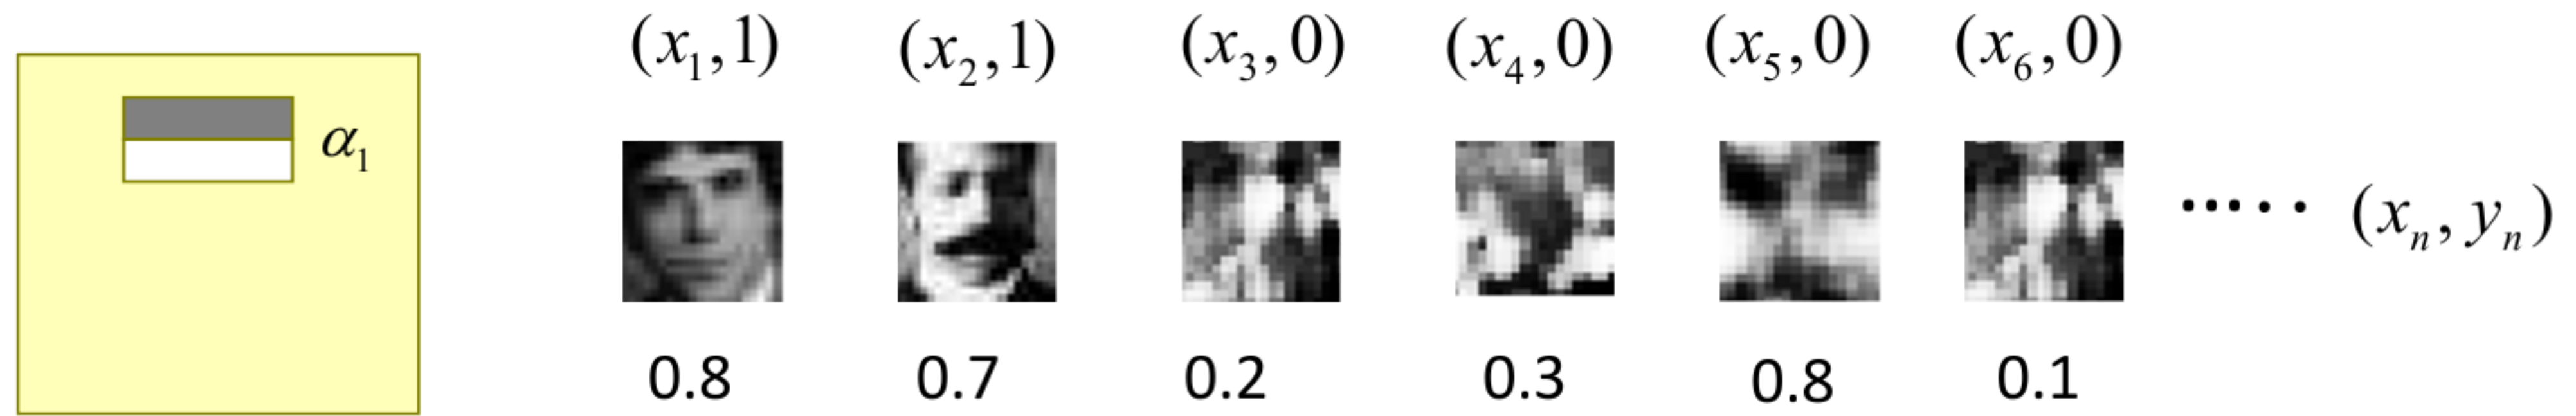 (x₁,1) (x₂,1) (x₃,0) (x₄,0) (x₅,0) (x₆,0)
α₁
····· (xₙ, yₙ)
0.8 0.7 0.2 0.3 0.8 0.1